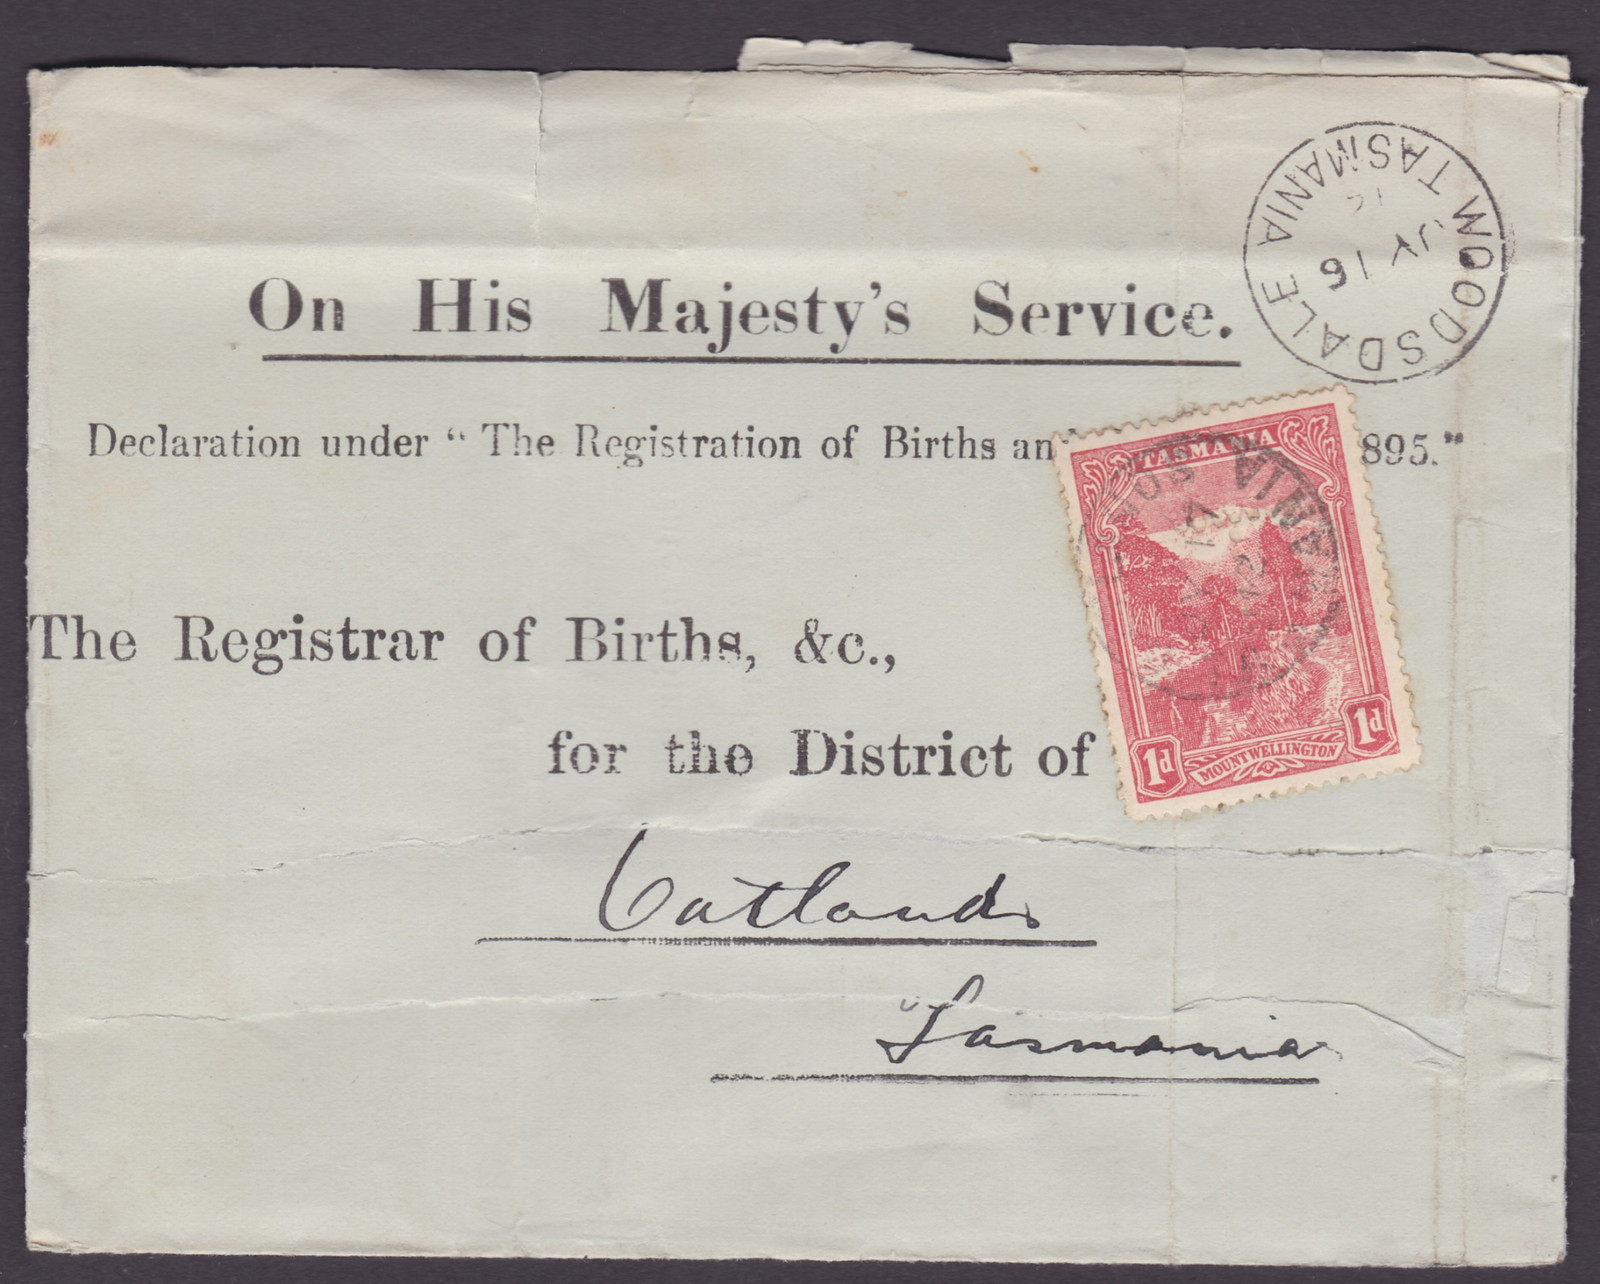 WOODSDALE TASMANIA
JY 16
On His Majesty's Service.
Declaration under “ The Registration of Births an 895.”
TASMANIA
The Registrar of Births, &c.,
for the District of
1d MOUNT WELLINGTON 1d
Oatlands
Tasmania